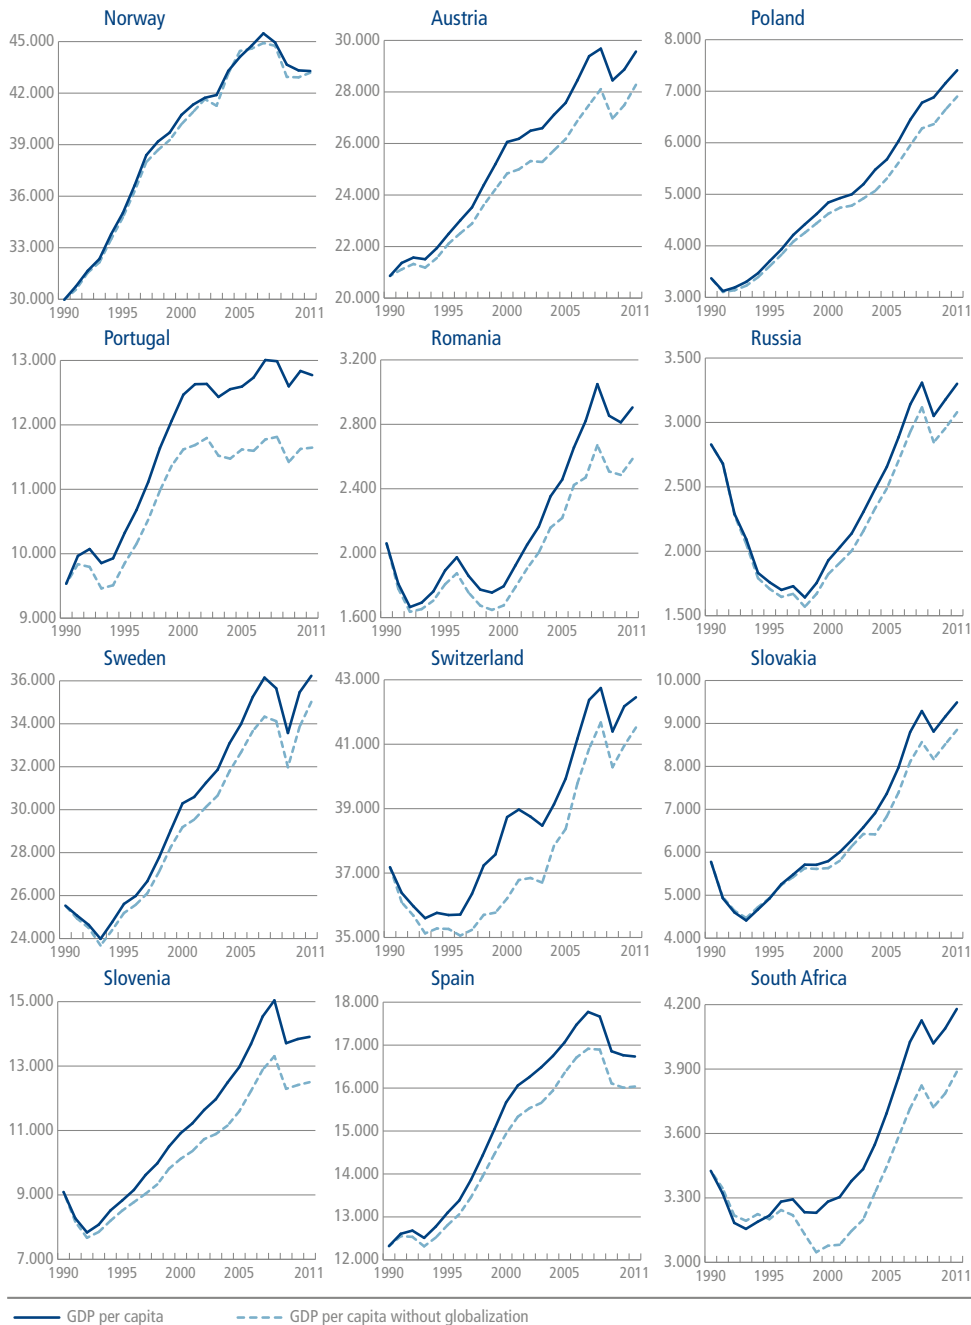 Norway
45.000
42.000
39.000
36.000
33.000
30.000
1990 1995 2000 2005 2011
Austria
30.000
28.000
26.000
24.000
22.000
20.000
1990 1995 2000 2005 2011
Poland
8.000
7.000
6.000
5.000
4.000
3.000
1990 1995 2000 2005 2011
Portugal
13.000
12.000
11.000
10.000
9.000
1990 1995 2000 2005 2011
Romania
3.200
2.800
2.400
2.000
1.600
1990 1995 2000 2005 2011
Russia
3.500
3.000
2.500
2.000
1.500
1990 1995 2000 2005 2011
Sweden
36.000
34.000
32.000
30.000
28.000
26.000
24.000
1990 1995 2000 2005 2011
Switzerland
43.000
41.000
39.000
37.000
35.000
1990 1995 2000 2005 2011
Slovakia
10.000
9.000
8.000
7.000
6.000
5.000
4.000
1990 1995 2000 2005 2011
Slovenia
15.000
13.000
11.000
9.000
7.000
1990 1995 2000 2005 2011
Spain
18.000
17.000
16.000
15.000
14.000
13.000
12.000
1990 1995 2000 2005 2011
South Africa
4.200
3.900
3.600
3.300
3.000
1990 1995 2000 2005 2011
GDP per capita
GDP per capita without globalization